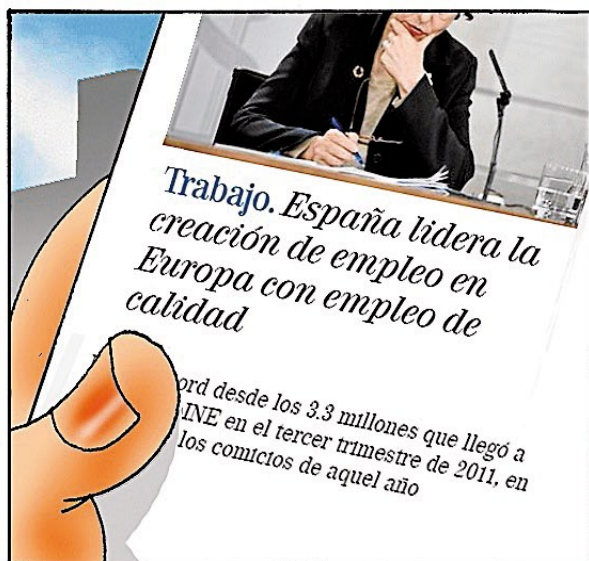 Trabajo. España lidera la
creación de empleo en
Europa con empleo de
calidad
desde los 3.3 millones que llegó a
INE en el tercer trimestre de 2011, en
los comicios de aquel año